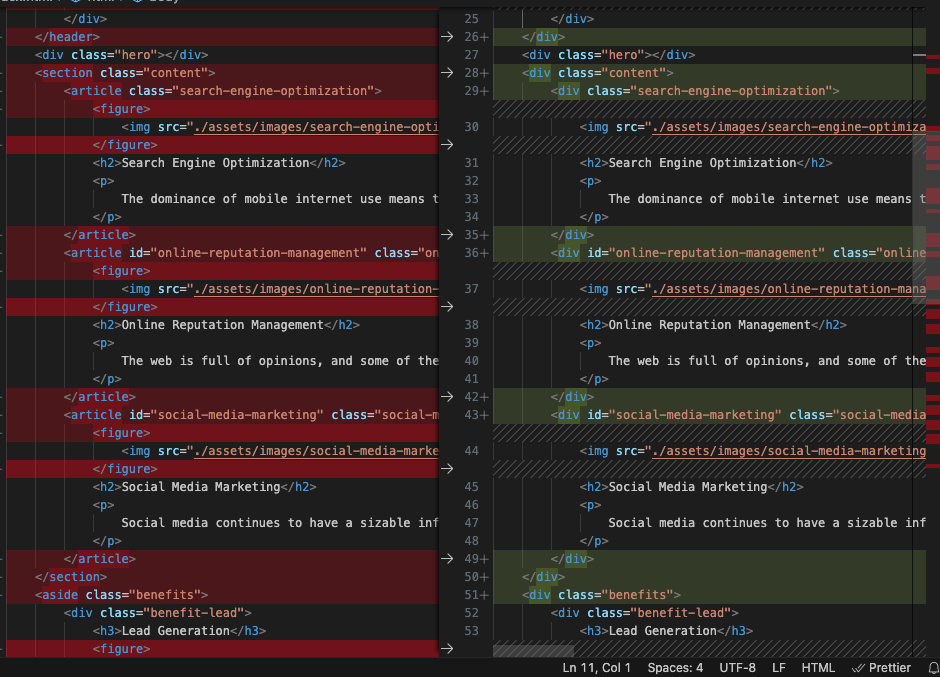 </div>
</header>
<div class="hero"></div>
<section class="content">
<article class="search-engine-optimization">
<figure>
<img src="./assets/images/search-engine-opti
</figure>
<h2>Search Engine Optimization</h2>
<p>
The dominance of mobile internet use means t
</p>
</article>
<article id="online-reputation-management" class="on
<figure>
<img src="./assets/images/online-reputation-
</figure>
<h2>Online Reputation Management</h2>
<p>
The web is full of opinions, and some of the
</p>
</article>
<article id="social-media-marketing" class="social-m
<figure>
<img src="./assets/images/social-media-marke
</figure>
<h2>Social Media Marketing</h2>
<p>
Social media continues to have a sizable inf
</p>
</article>
</section>
<aside class="benefits">
<div class="benefit-lead">
<h3>Lead Generation</h3>
<figure>
25 </div>
→ 26+ </div>
27 <div class="hero"></div>
→ 28+ <div class="content">
29+ <div class="search-engine-optimization">
30 <img src="./assets/images/search-engine-optimiza
→
31 <h2>Search Engine Optimization</h2>
32 <p>
33 The dominance of mobile internet use means t
34 </p>
→ 35+ </div>
36+ <div id="online-reputation-management" class="online
37 <img src="./assets/images/online-reputation-mana
→
38 <h2>Online Reputation Management</h2>
39 <p>
40 The web is full of opinions, and some of the
41 </p>
→ 42+ </div>
43+ <div id="social-media-marketing" class="social-media
44 <img src="./assets/images/social-media-marketing
→
45 <h2>Social Media Marketing</h2>
46 <p>
47 Social media continues to have a sizable inf
48 </p>
→ 49+ </div>
50+ </div>
51+ <div class="benefits">
52 <div class="benefit-lead">
53 <h3>Lead Generation</h3>
→
Ln 11, Col 1 Spaces: 4 UTF-8 LF HTML Prettier